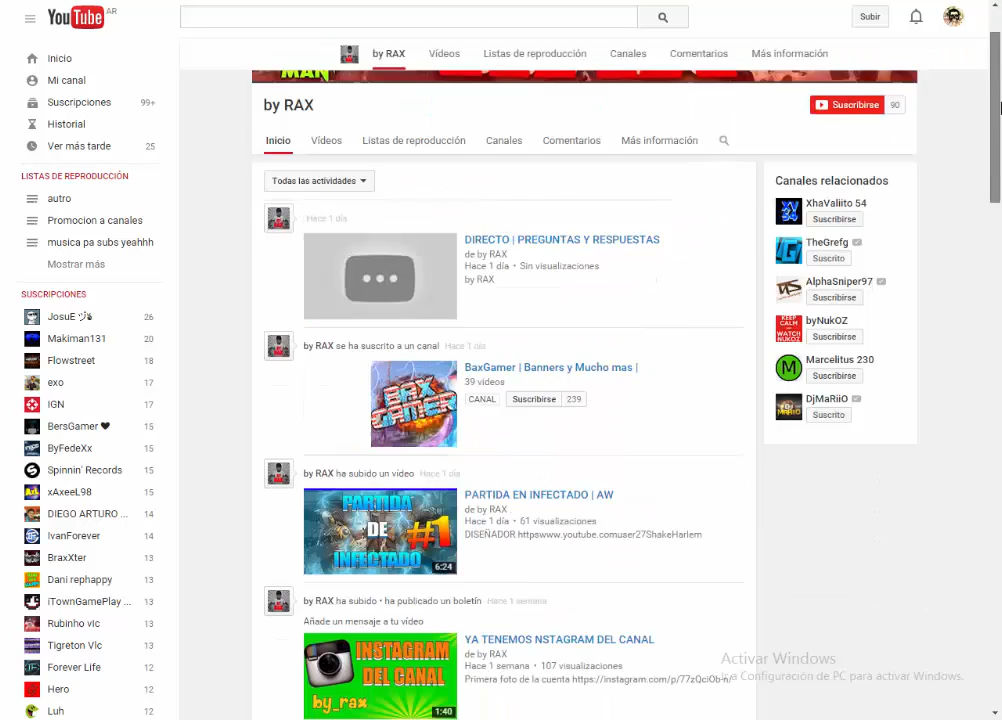 YouTube AR
Subir
by RAX Vídeos Listas de reproducción Canales Comentarios Más información
Inicio
Mi canal
Suscripciones 99+
Historial
Ver más tarde 25
LISTAS DE REPRODUCCIÓN
autro
Promocion a canales
musica pa subs yeahhh
Mostrar más
SUSCRIPCIONES
JosuE 26
Makiman131 20
Flowstreet 18
exo 17
IGN 17
BersGamer ❤ 15
ByFedeXx 15
Spinnin' Records 15
xAxeeL98 15
DIEGO ARTURO ... 14
IvanForever 14
BraxXter 13
Dani rephappy 13
iTownGamePlay ... 13
Rubinho vlc 13
Tigreton Vlc 13
Forever Life 12
Hero 12
Luh 12
MAN
by RAX
Suscribirse 90
Inicio Vídeos Listas de reproducción Canales Comentarios Más información
Todas las actividades
Hace 1 día
DIRECTO | PREGUNTAS Y RESPUESTAS
de by RAX
Hace 1 día • Sin visualizaciones
by RAX
by RAX se ha suscrito a un canal Hace 1 día
RAX
GAMER
BaxGamer | Banners y Mucho mas |
39 vídeos
CANAL Suscribirse 239
by RAX ha subido un vídeo Hace 1 día
PARTIDA
DE #1
INFECTADO
6:24
PARTIDA EN INFECTADO | AW
de by RAX
Hace 1 día • 61 visualizaciones
DISEÑADOR httpswww.youtube.comuser27ShakeHarlem
by RAX ha subido • ha publicado un boletín Hace 1 semana
Añade un mensaje a tu vídeo
INSTAGRAM
DEL CANAL
by_rax
1:40
YA TENEMOS NSTAGRAM DEL CANAL
de by RAX
Hace 1 semana • 107 visualizaciones
Primera foto de la cuenta
Canales relacionados
XhaValiito 54
Suscribirse
TheGrefg
Suscrito
AlphaSniper97
Suscribirse
KEEP
CALM
AND
WATCH
NUKOZ
byNukOZ
Suscribirse
M
Marcelitus 230
Suscribirse
DjMaRiiO
Suscrito
Activar Windows
Ir a Configuración de PC para activar Windows.